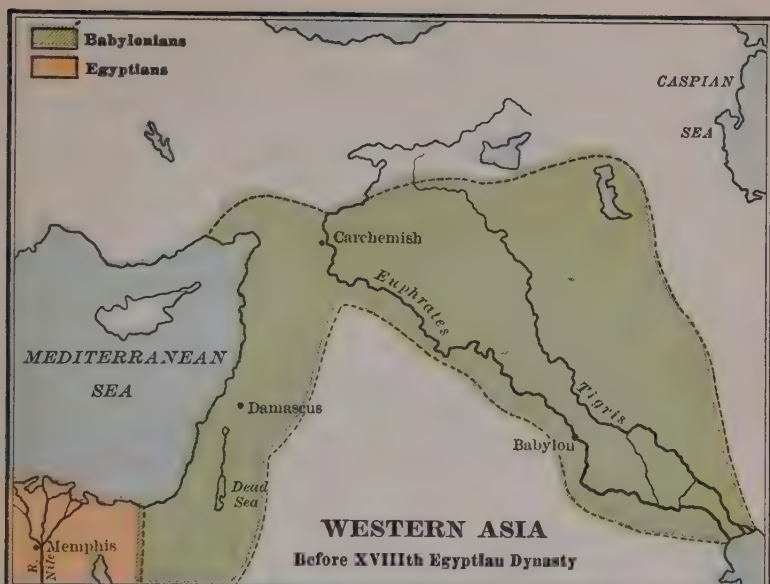 Babylonians
Egyptians
CASPIAN
SEA
Carchemish
Euphrates
MEDITERRANEAN
SEA
Damascus
Tigris
Babylon
Dead
Sea
Memphis
R.
Nile
WESTERN ASIA
Before XVIIIth Egyptian Dynasty